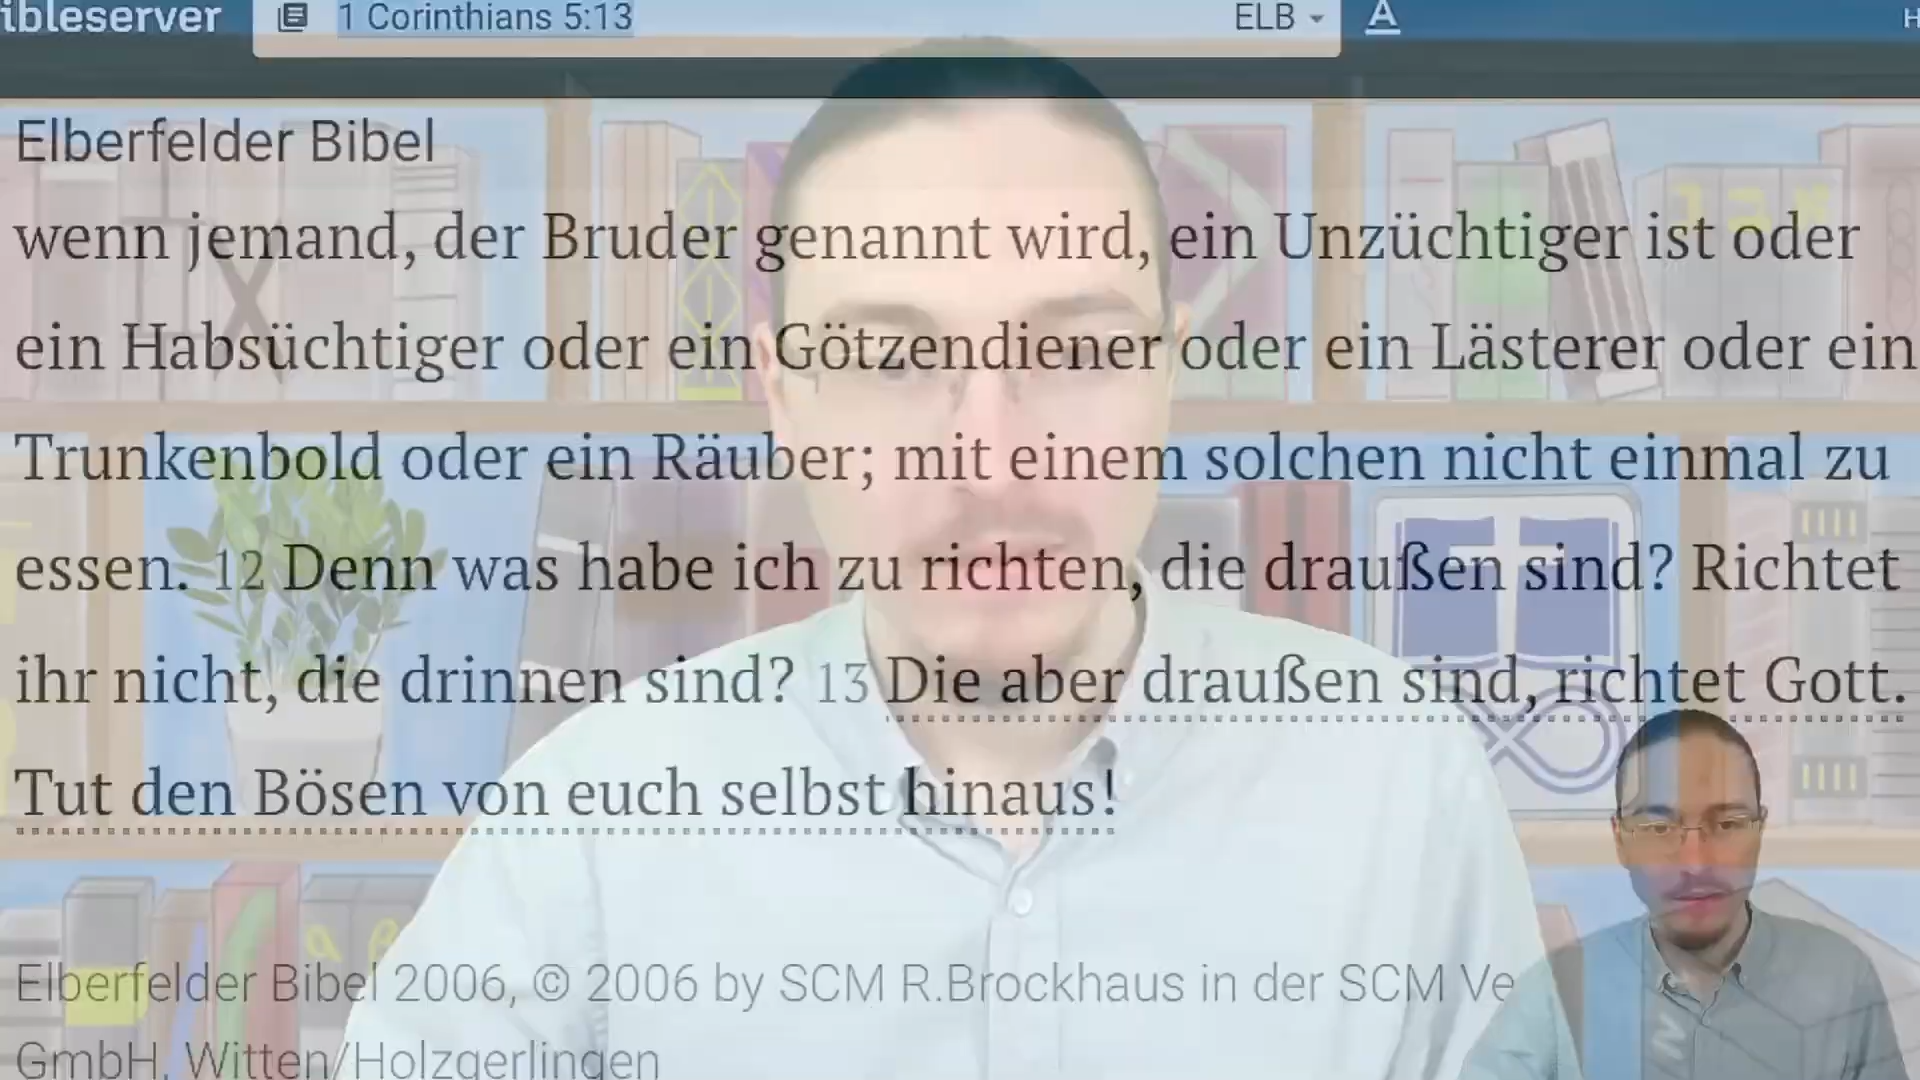 ibleserver 1 Corinthians 5:13 ELB A H
Elberfelder Bibel
wenn jemand, der Bruder genannt wird, ein Unzüchtiger ist oder
ein Habsüchtiger oder ein Götzendiener oder ein Lästerer oder ein
Trunkenbold oder ein Räuber; mit einem solchen nicht einmal zu
essen. 12 Denn was habe ich zu richten, die draußen sind? Richtet
ihr nicht, die drinnen sind? 13 Die aber draußen sind, richtet Gott.
Tut den Bösen von euch selbst hinaus!
Elberfelder Bibel 2006, © 2006 by SCM R.Brockhaus in der SCM Ve
GmbH, Witten/Holzgerlingen